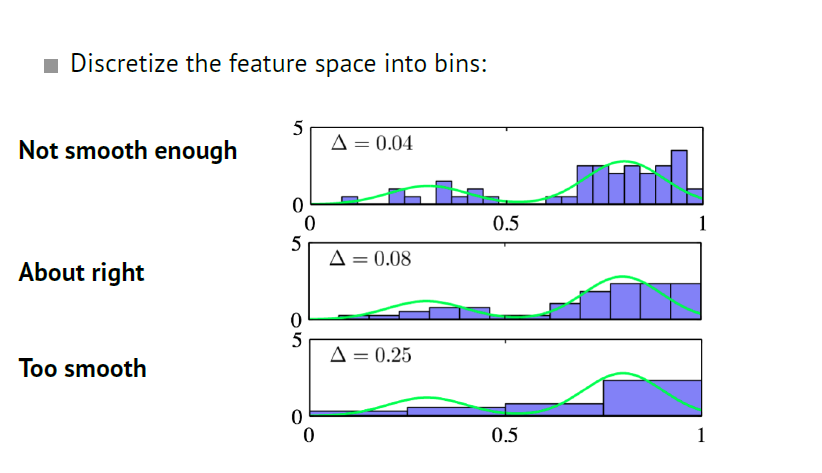 Discretize the feature space into bins:
Not smooth enough
5
Δ = 0.04
0
0 0.5 1
About right
5
Δ = 0.08
0
Too smooth
5
Δ = 0.25
0
0 0.5 1